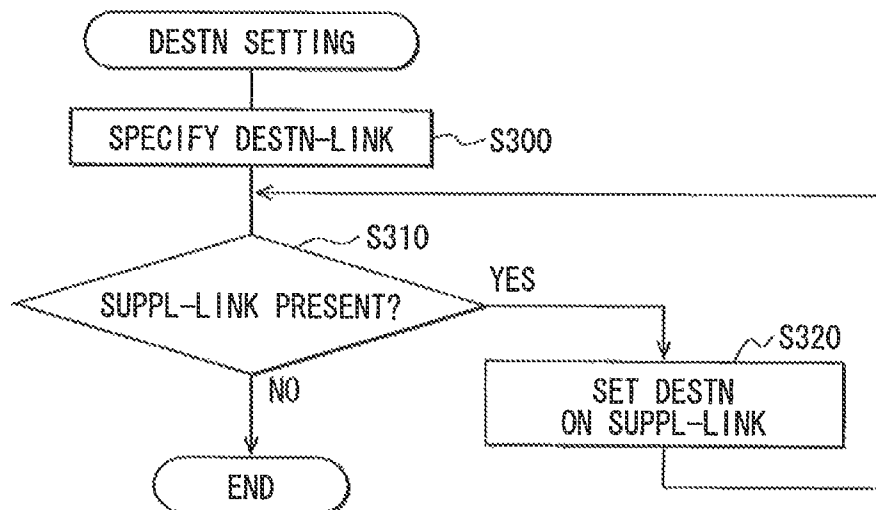 DESTN SETTING
SPECIFY DESTN-LINK
S300
S310
SUPPL-LINK PRESENT?
YES
S320
SET DESTN
ON SUPPL-LINK
NO
END